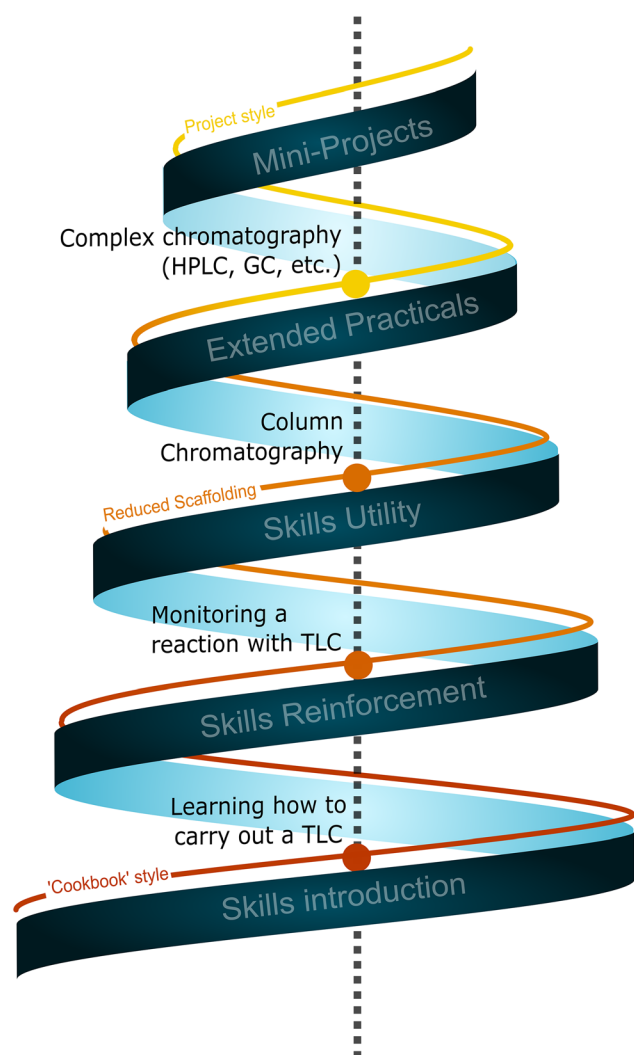 Project style
Mini-Projects
Complex chromatography
(HPLC, GC, etc.)
Extended Practicals
Column
Chromatography
Reduced Scaffolding
Skills Utility
Monitoring a
reaction with TLC
Skills Reinforcement
Learning how to
carry out a TLC
'Cookbook' style
Skills introduction